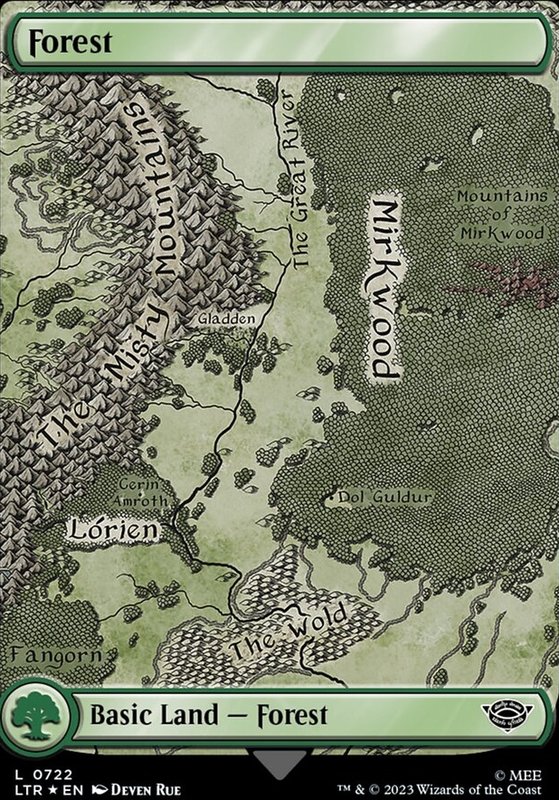 Forest
The Misty Mountains
The Great River
Mirkwood
Mountains
of
Mirkwood
Gladden
Cerin
Amroth
Lórien
Dol Guldur
The Wold
Fangorn
Basic Land — Forest
L 0722
LTR ★ EN DEVEN RUE
© MEE
™ & © 2023 Wizards of the Coast